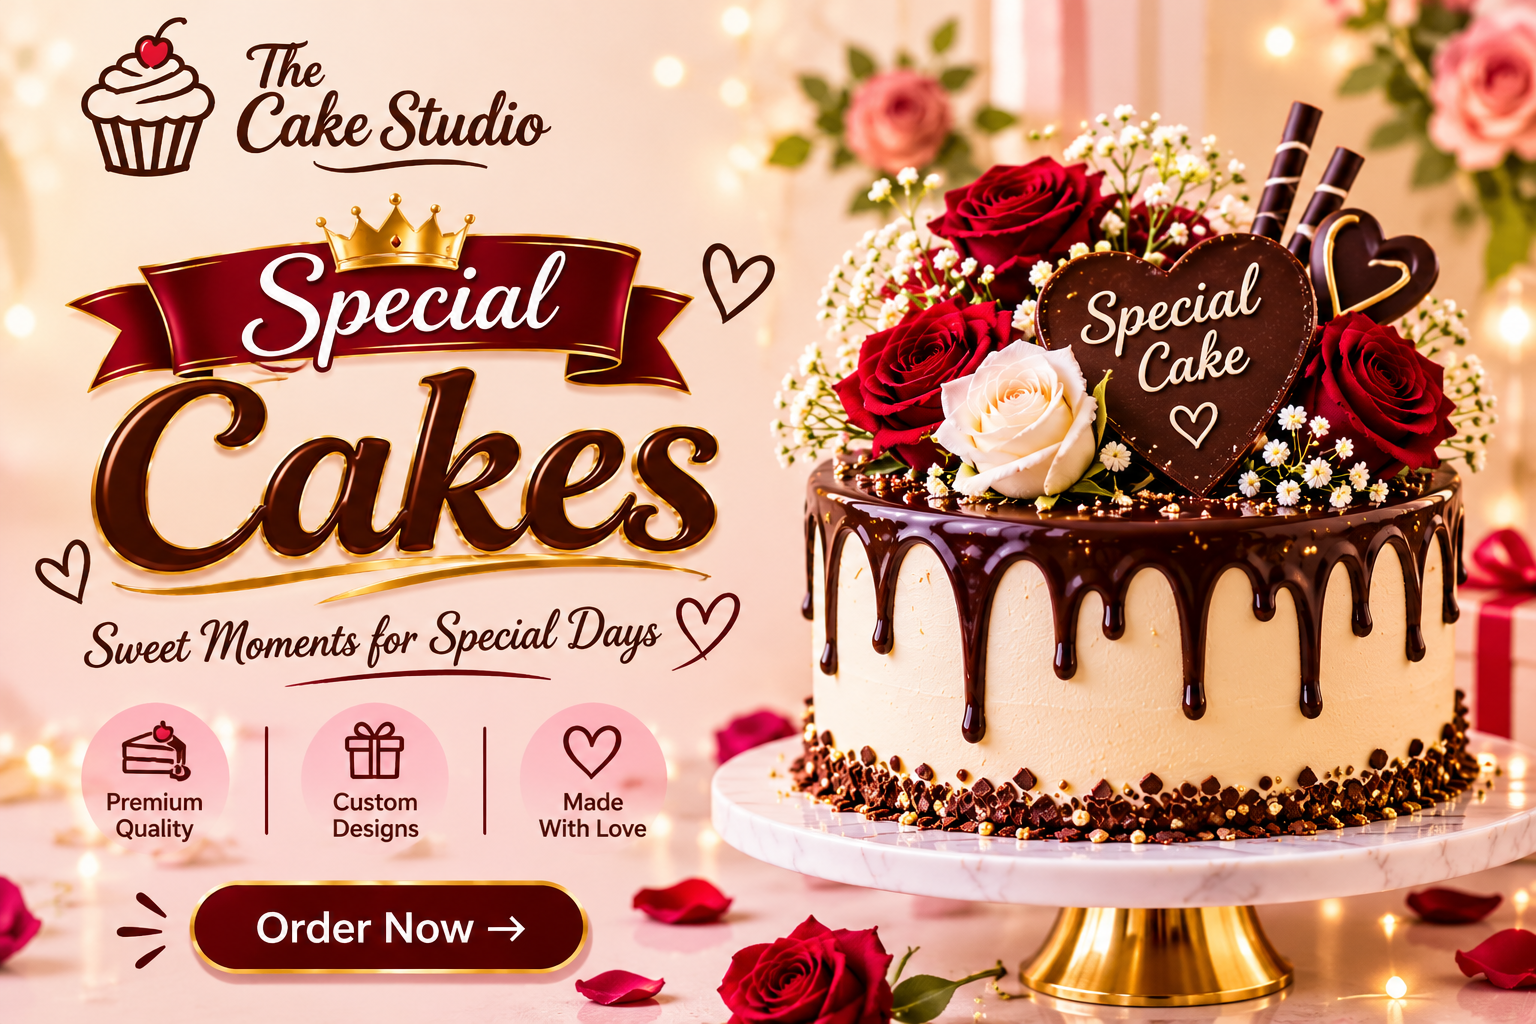 The
Cake Studio
Special
Cakes
Sweet Moments for Special Days
Premium
Quality
Custom
Designs
Made
With Love
Order Now →
Special
Cake